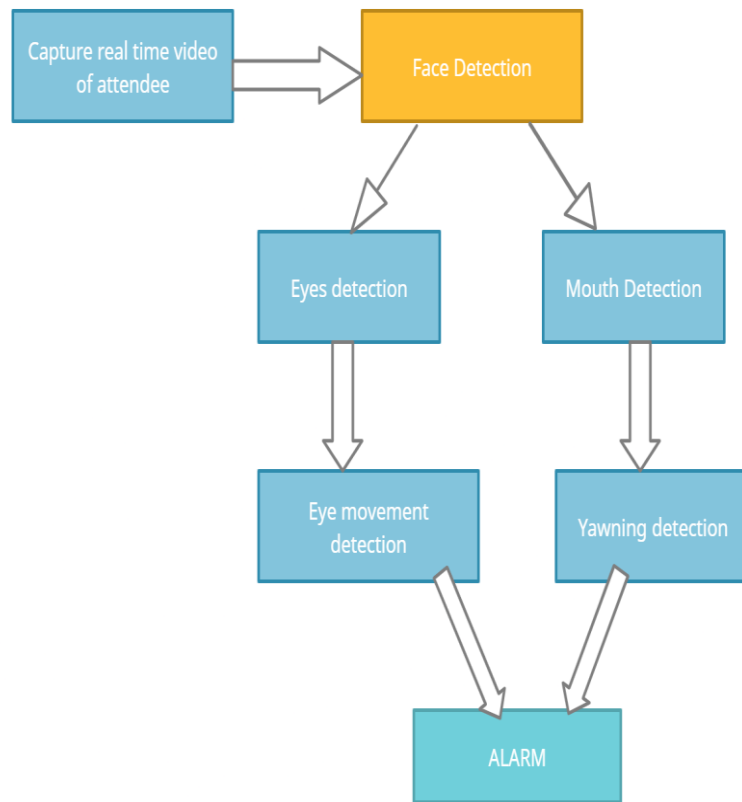 Capture real time video
of attendee
Face Detection
Eyes detection
Mouth Detection
Eye movement
detection
Yawning detection
ALARM